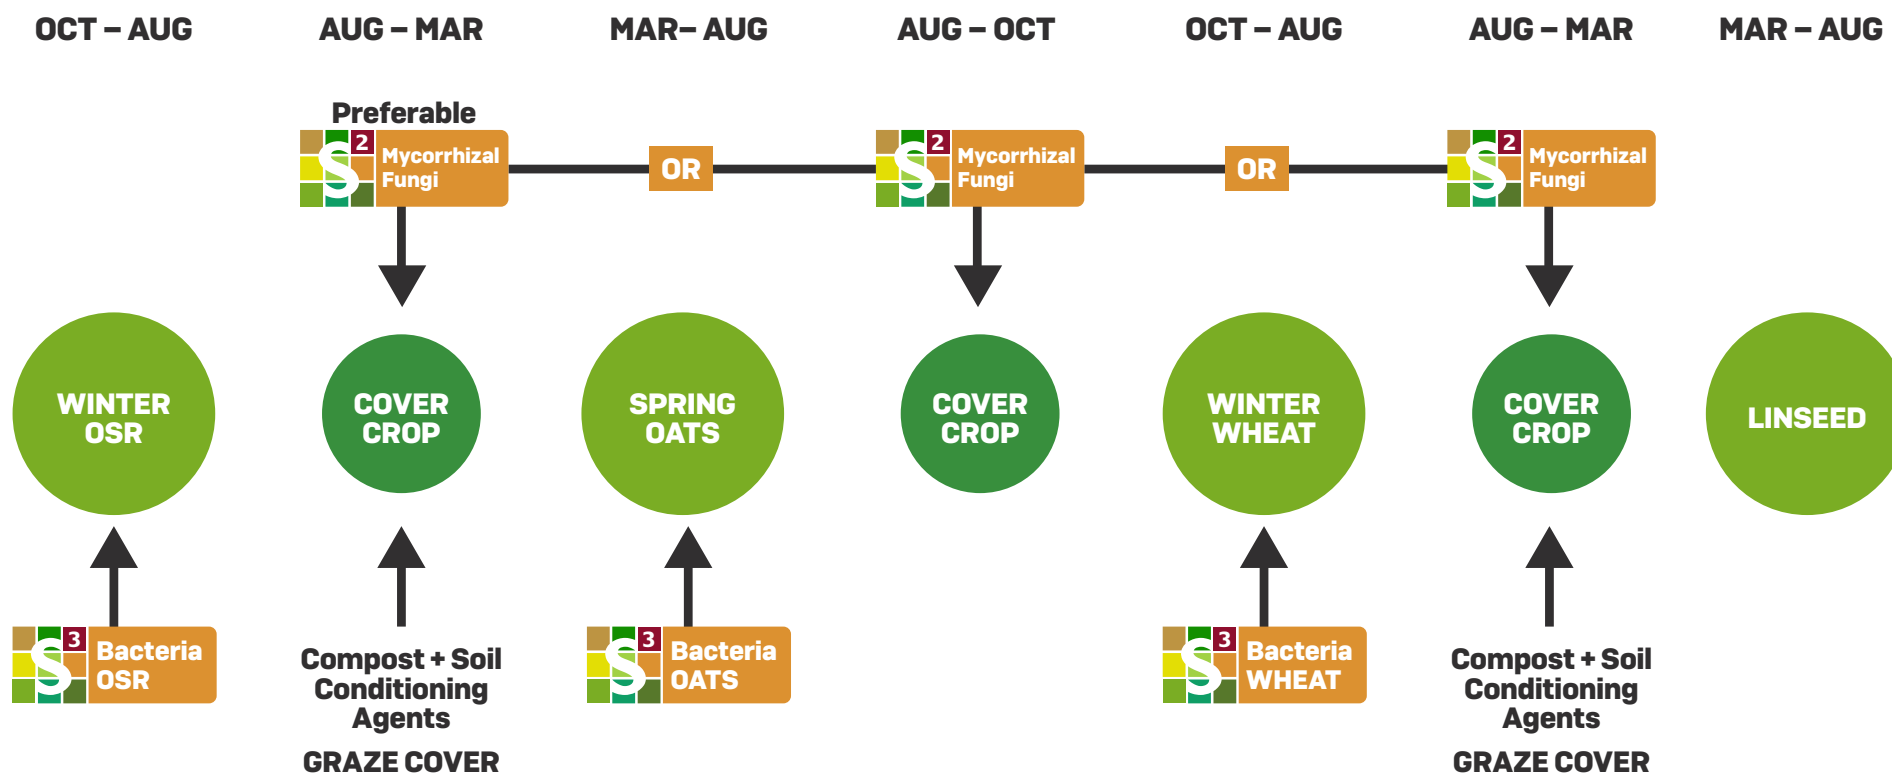 OCT – AUG
AUG – MAR
MAR– AUG
AUG – OCT
OCT – AUG
AUG – MAR
MAR – AUG
Preferable
S 2
Mycorrhizal
Fungi
OR
S 2
Mycorrhizal
Fungi
OR
S 2
Mycorrhizal
Fungi
WINTER
OSR
COVER
CROP
SPRING
OATS
COVER
CROP
WINTER
WHEAT
COVER
CROP
LINSEED
S 3
Bacteria
OSR
Compost + Soil
Conditioning
Agents
GRAZE COVER
S 3
Bacteria
OATS
S 3
Bacteria
WHEAT
Compost + Soil
Conditioning
Agents
GRAZE COVER